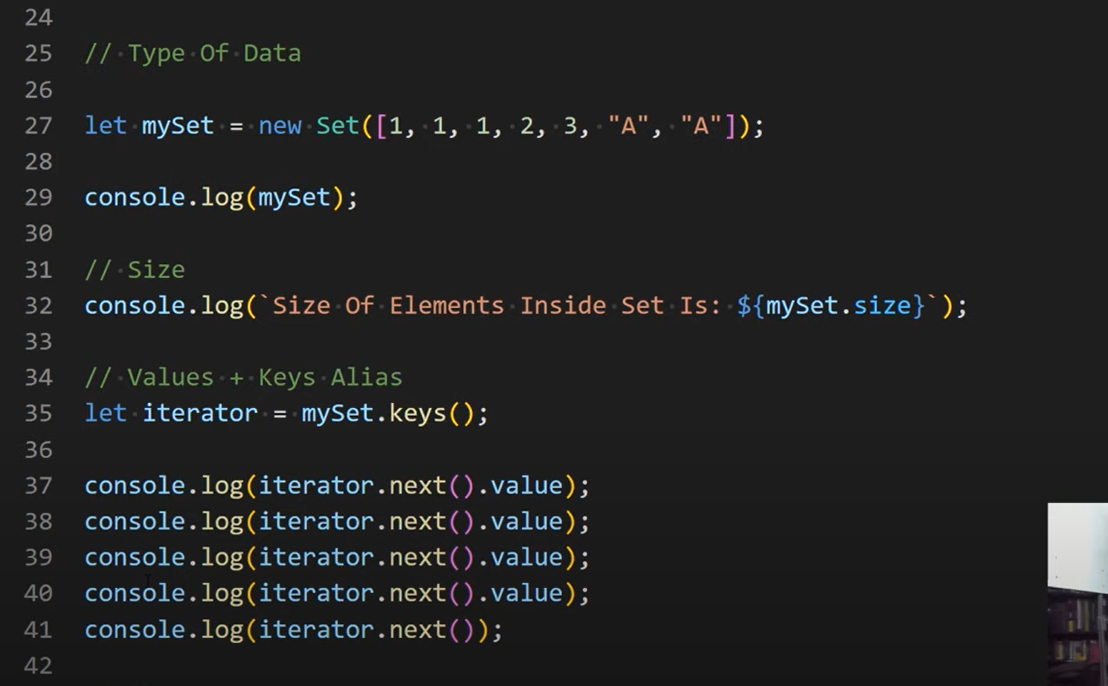 24
25 // Type Of Data
26
27 let mySet = new Set([1, 1, 1, 2, 3, "A", "A"]);
28
29 console.log(mySet);
30
31 // Size
32 console.log(`Size Of Elements Inside Set Is: ${mySet.size}`);
33
34 // Values + Keys Alias
35 let iterator = mySet.keys();
36
37 console.log(iterator.next().value);
38 console.log(iterator.next().value);
39 console.log(iterator.next().value);
40 console.log(iterator.next().value);
41 console.log(iterator.next());
42